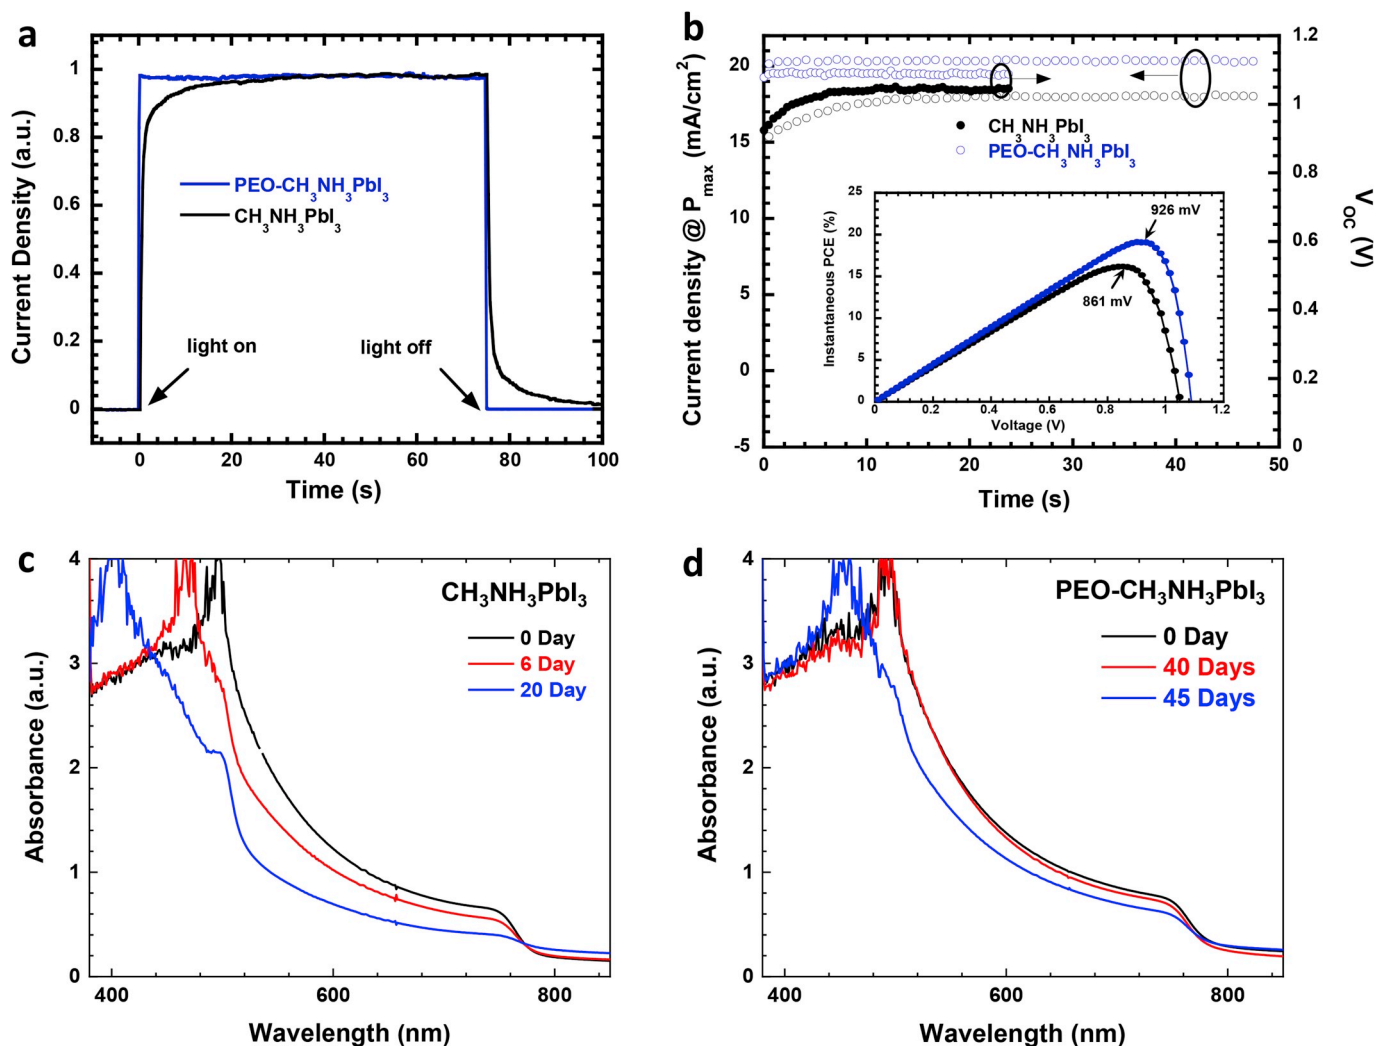 a
Current Density (a.u.)
1
0.8
0.6
0.4
0.2
0
PEO-CH₃NH₃PbI₃
CH₃NH₃PbI₃
light on
light off
0 20 40 60 80 100
Time (s)
b
Current density @ Pmax (mA/cm²)
20
15
10
5
0
-5
CH₃NH₃PbI₃
PEO-CH₃NH₃PbI₃
Instantaneous PCE (%)
25
20
15
10
5
0
926 mV
861 mV
0 0.2 0.4 0.6 0.8 1 1.2
Voltage (V)
1.2
1
0.8
0.6
0.4
0.2
0
V_OC (V)
0 10 20 30 40 50
Time (s)
c
Absorbance (a.u.)
4
3
2
1
0
CH₃NH₃PbI₃
0 Day
6 Day
20 Day
400 600 800
Wavelength (nm)
d
Absorbance (a.u.)
4
3
2
1
0
PEO-CH₃NH₃PbI₃
0 Day
40 Days
45 Days
400 600 800
Wavelength (nm)